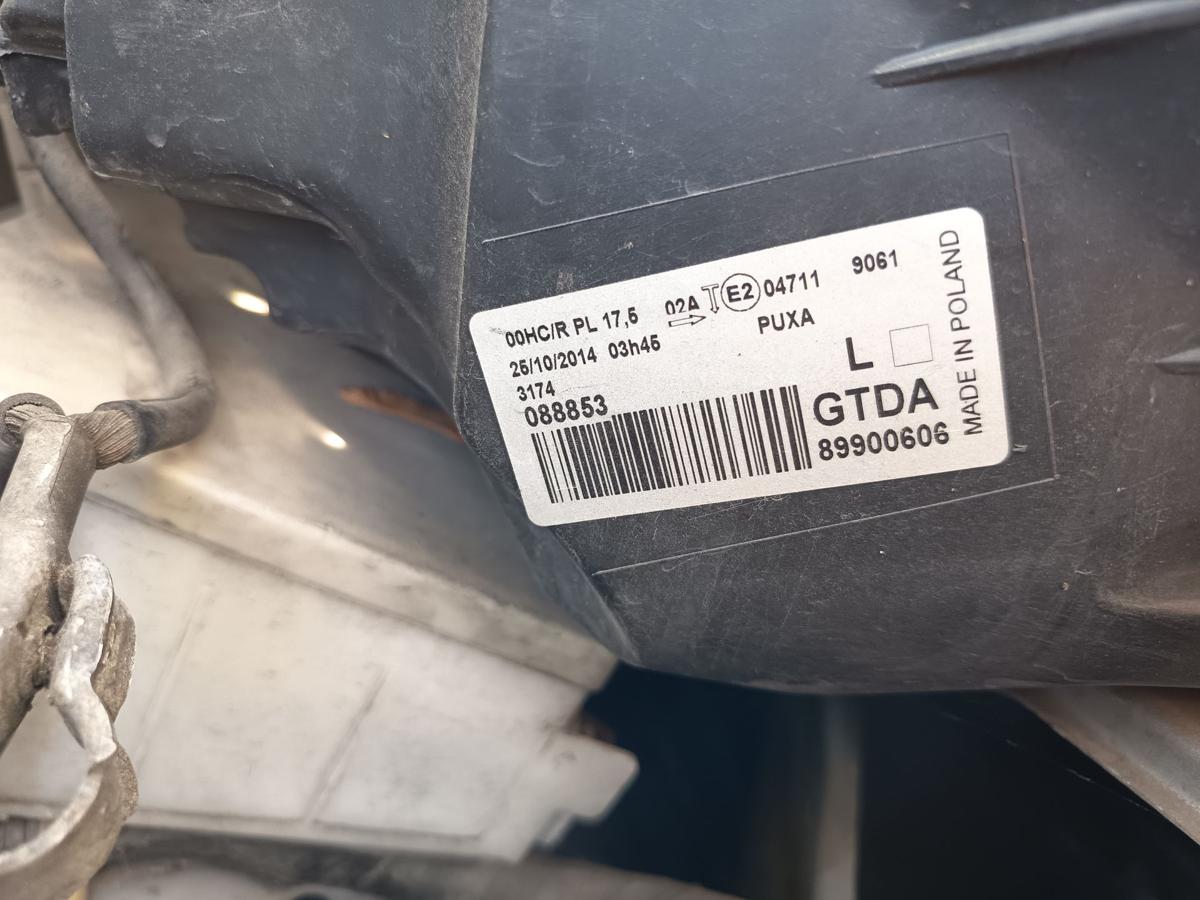 00HC/R PL 17,5 02A E2 04711 9061
25/10/2014 03h45 PUXA
3174
088853
L
GTDA
89900606
MADE IN POLAND